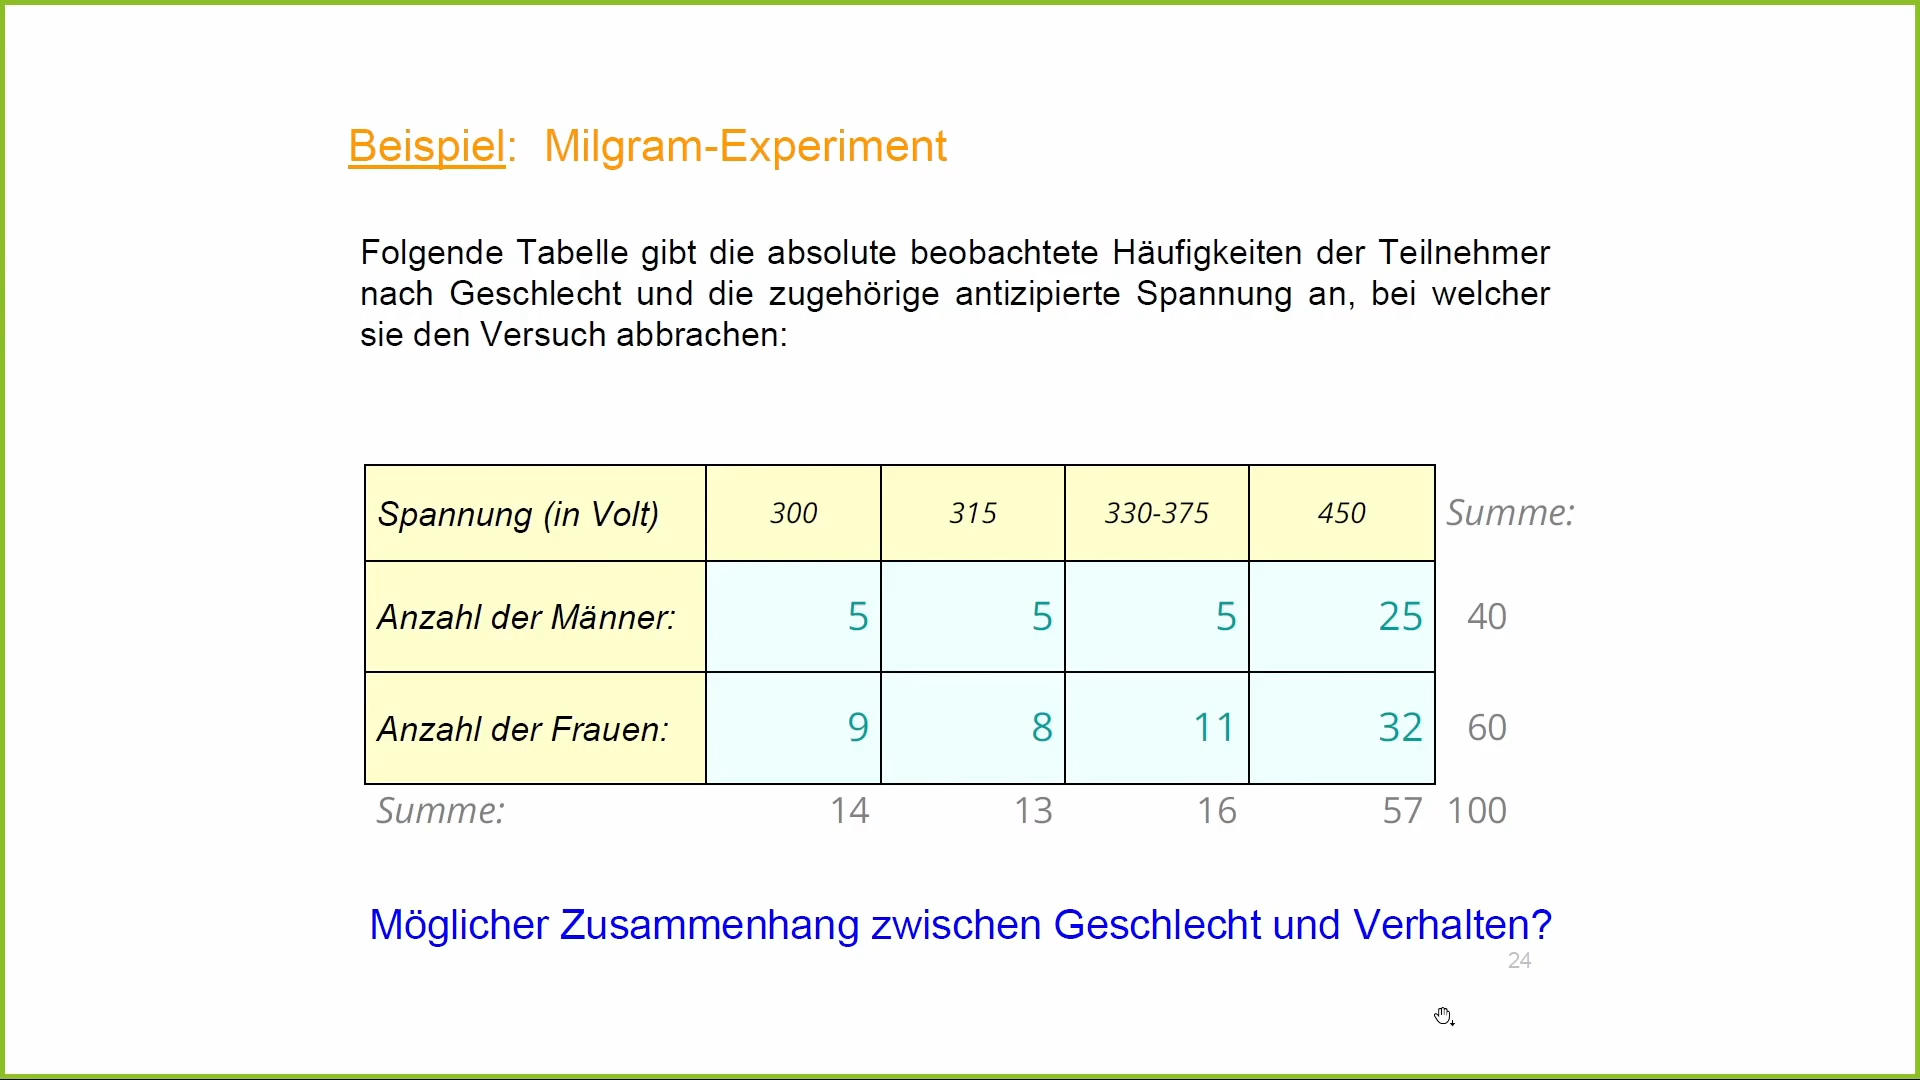 Beispiel: Milgram-Experiment
Folgende Tabelle gibt die absolute beobachtete Häufigkeiten der Teilnehmer
nach Geschlecht und die zugehörige antizipierte Spannung an, bei welcher
sie den Versuch abbrachen:
Spannung (in Volt) 300 315 330-375 450 Summe:
Anzahl der Männer: 5 5 5 25 40
Anzahl der Frauen: 9 8 11 32 60
Summe: 14 13 16 57 100
Möglicher Zusammenhang zwischen Geschlecht und Verhalten?
24